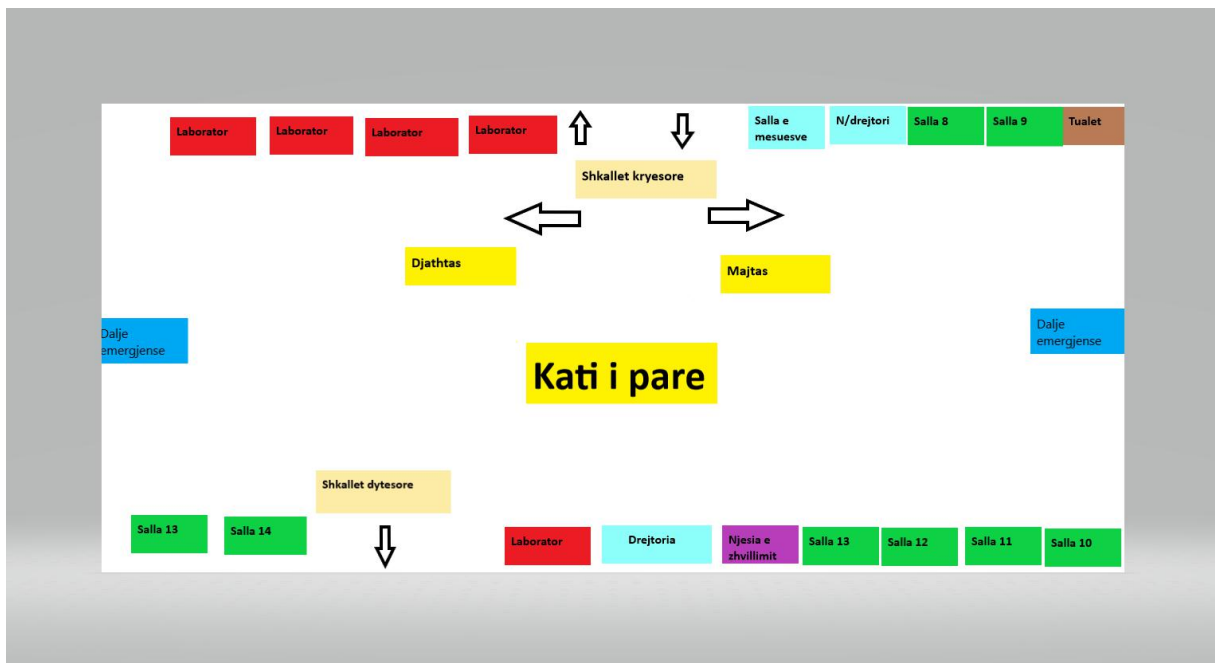 Laborator
Laborator
Laborator
Laborator
Salla e
mesuesve
N/drejtori
Salla 8
Salla 9
Tualet
Shkallet kryesore
Djathtas
Majtas
Dalje
emergjense
Dalje
emergjense
Kati i pare
Shkallet dytesore
Salla 13
Salla 14
Laborator
Drejtoria
Njesia e
zhvillimit
Salla 13
Salla 12
Salla 11
Salla 10